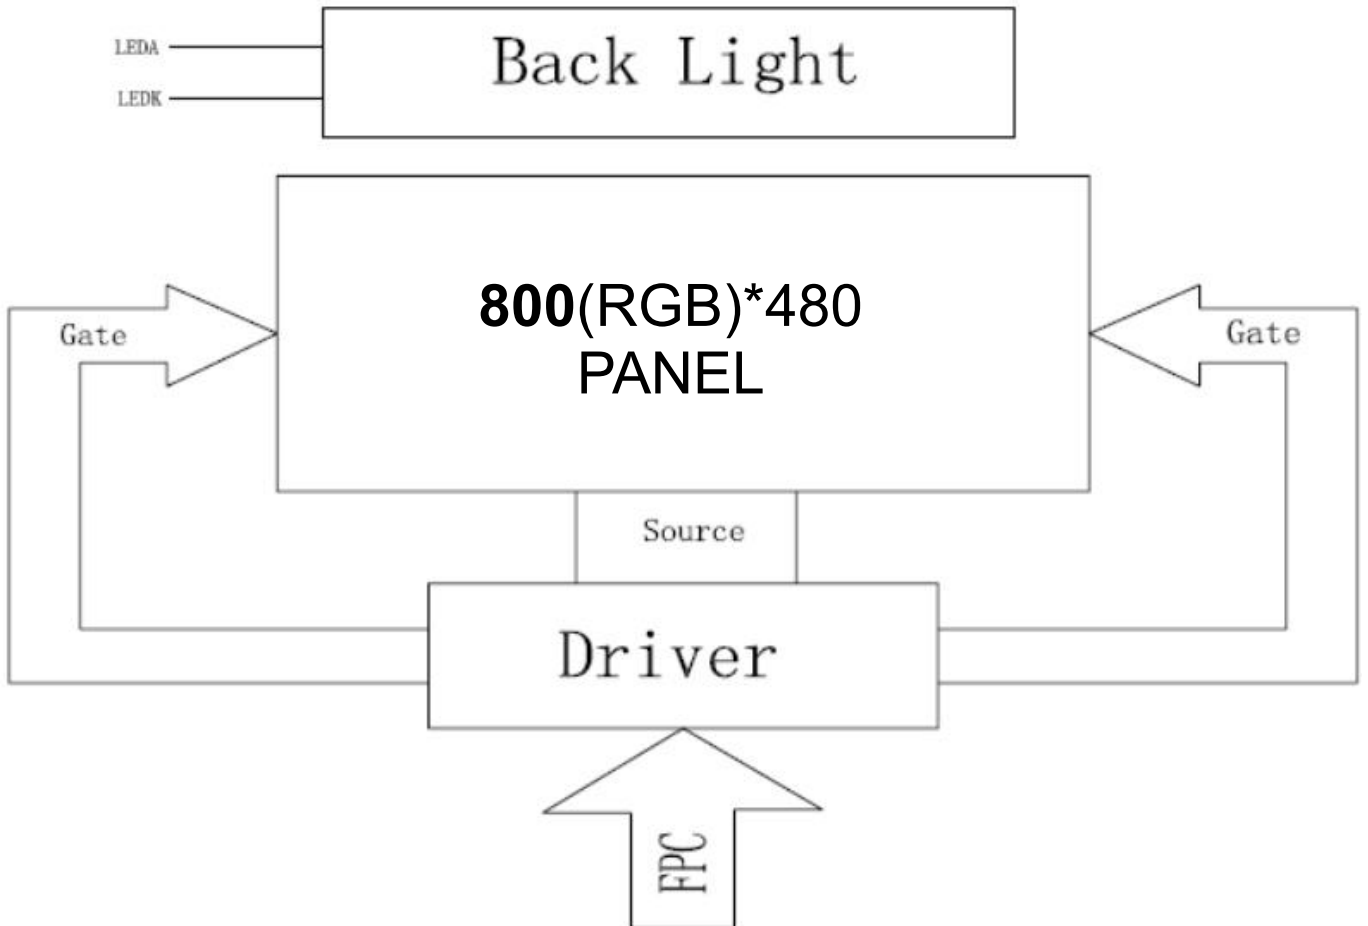 LEDA
Back Light
LEDK
800(RGB)*480
PANEL
Gate
Gate
Source
Driver
FPC